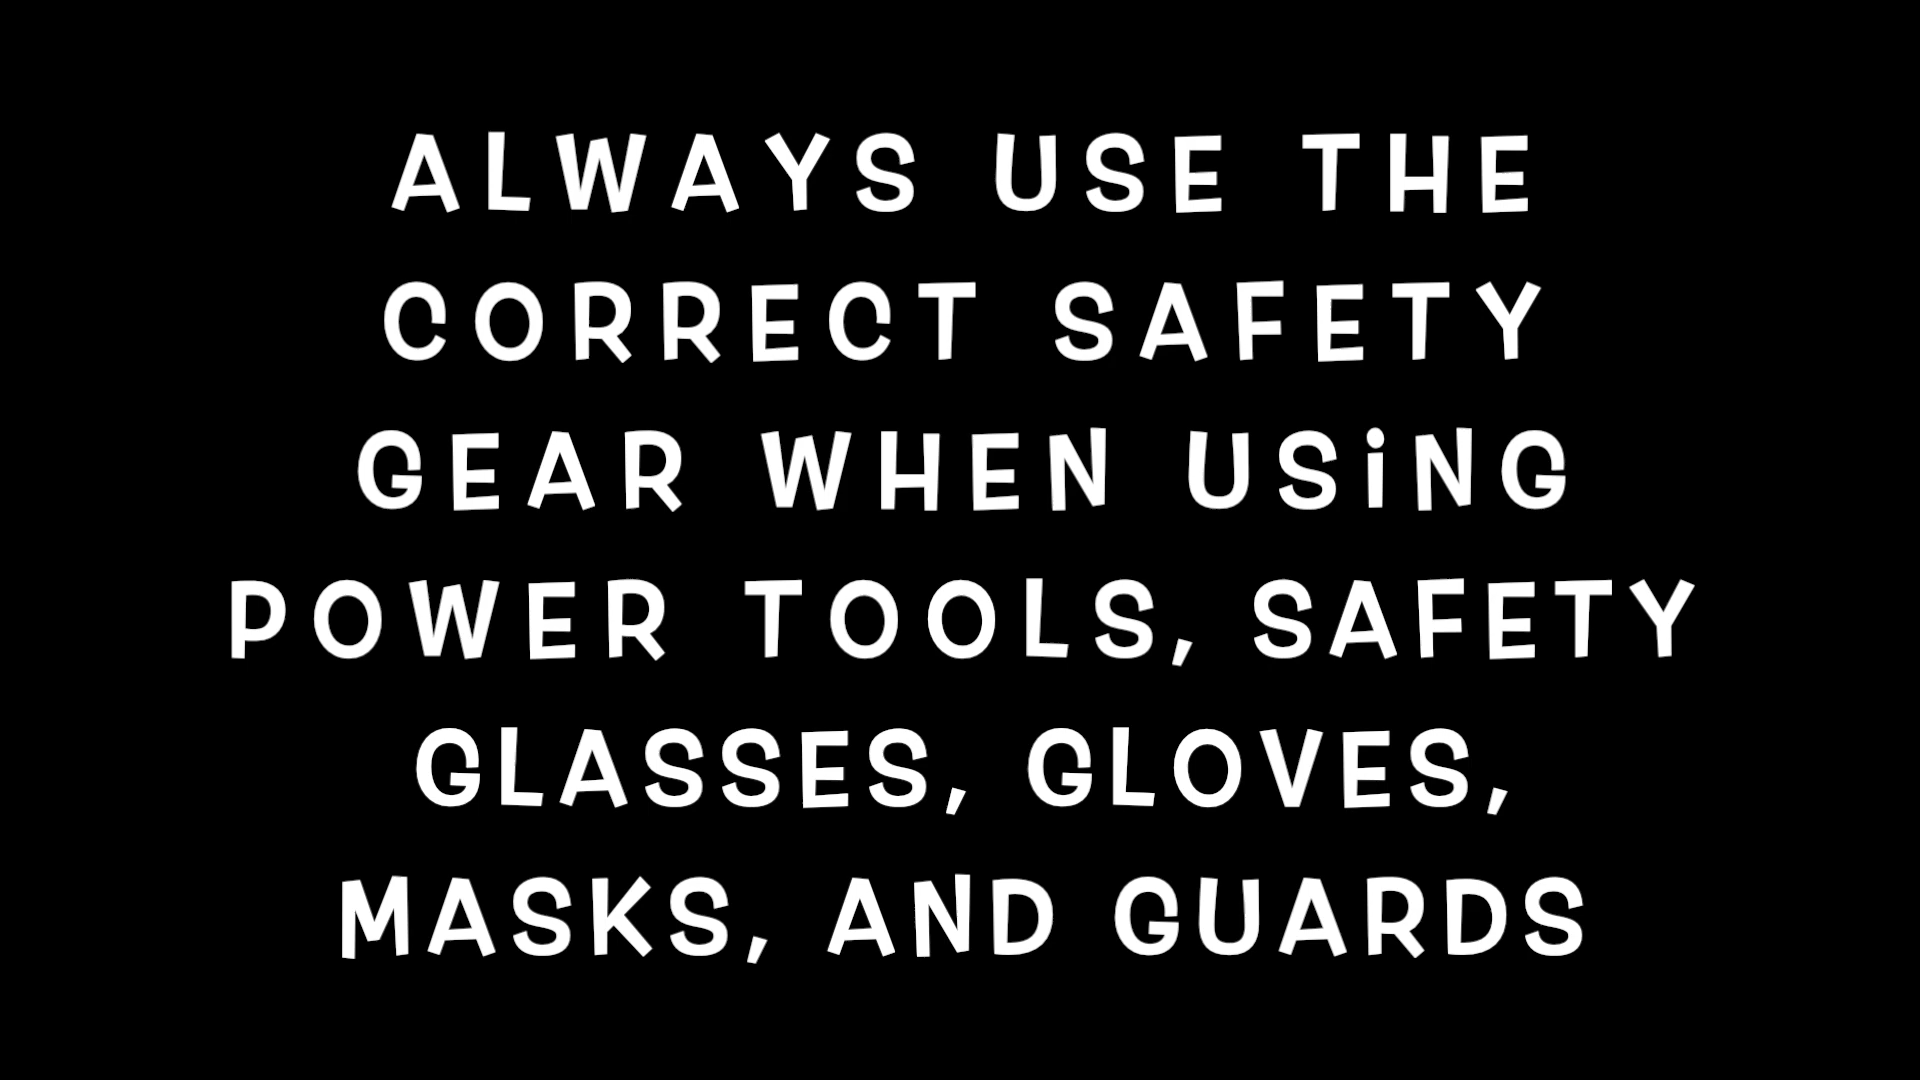 ALWAYS USE THE
CORRECT SAFETY
GEAR WHEN USiNG
POWER TOOLS, SAFETY
GLASSES, GLOVES,
MASKS, AND GUARDS